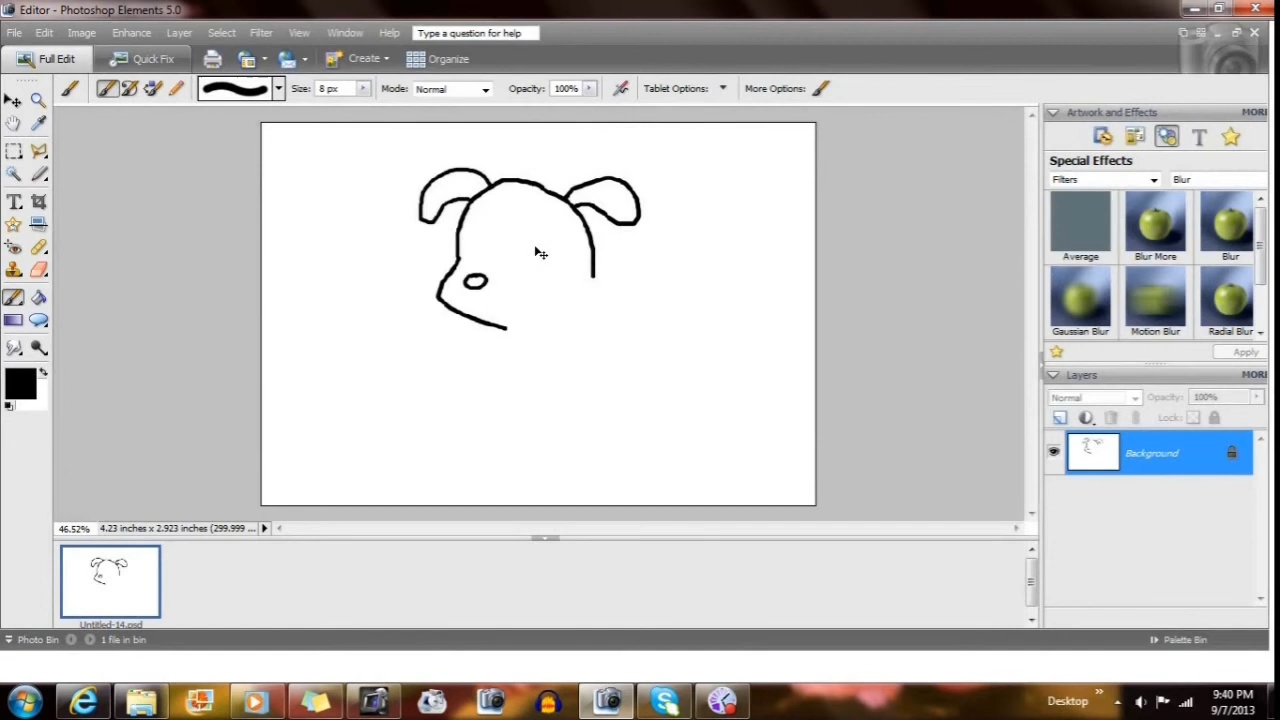 Editor - Photoshop Elements 5.0
File Edit Image Enhance Layer Select Filter View Window Help Type a question for help
Full Edit Quick Fix Create Organize
Size: 8 px Mode: Normal Opacity: 100% Tablet Options: More Options:
Artwork and Effects MORE
Special Effects
Filters Blur
Average Blur More Blur
Gaussian Blur Motion Blur Radial Blur
Apply
Layers MORE
Normal Opacity: 100%
Lock:
Background
46.52% 4.23 inches x 2.923 inches (299.999 ...
Untitled-14.psd
Photo Bin 1 file in bin Palette Bin
Desktop
9:40 PM
9/7/2013